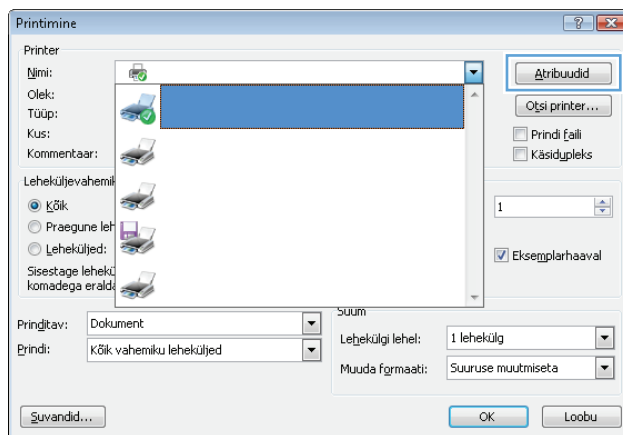 Printimine
Printer
Nimi:
Atribuudid
Olek:
Tüüp:
Otsi printer...
Kus:
Prindi faili
Kommentaar:
Käsidupleks
Leheküljevahemik
Kõik
1
Praegune leh
Leheküljed:
Eksemplarhaaval
Sisestage lehekü
komadega eralda
Suum
Prinditav:
Dokument
Lehekülgi lehel:
1 lehekülg
Prindi:
Kõik vahemiku leheküljed
Muuda formaati:
Suuruse muutmiseta
Suvandid...
OK
Loobu